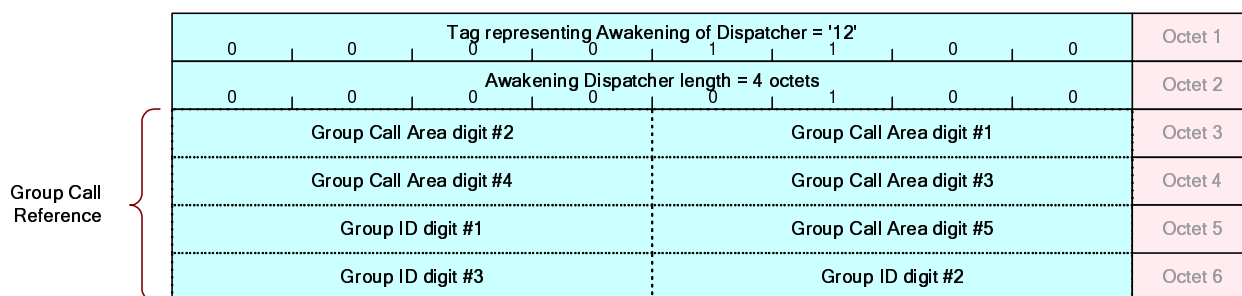 Tag representing Awakening of Dispatcher = '12'
0 0 0 0 1 1 0 0 Octet 1
Awakening Dispatcher length = 4 octets
0 0 0 0 0 1 0 0 Octet 2
Group Call Area digit #2 Group Call Area digit #1 Octet 3
Group Call Area digit #4 Group Call Area digit #3 Octet 4
Group Call
Reference
Group ID digit #1 Group Call Area digit #5 Octet 5
Group ID digit #3 Group ID digit #2 Octet 6